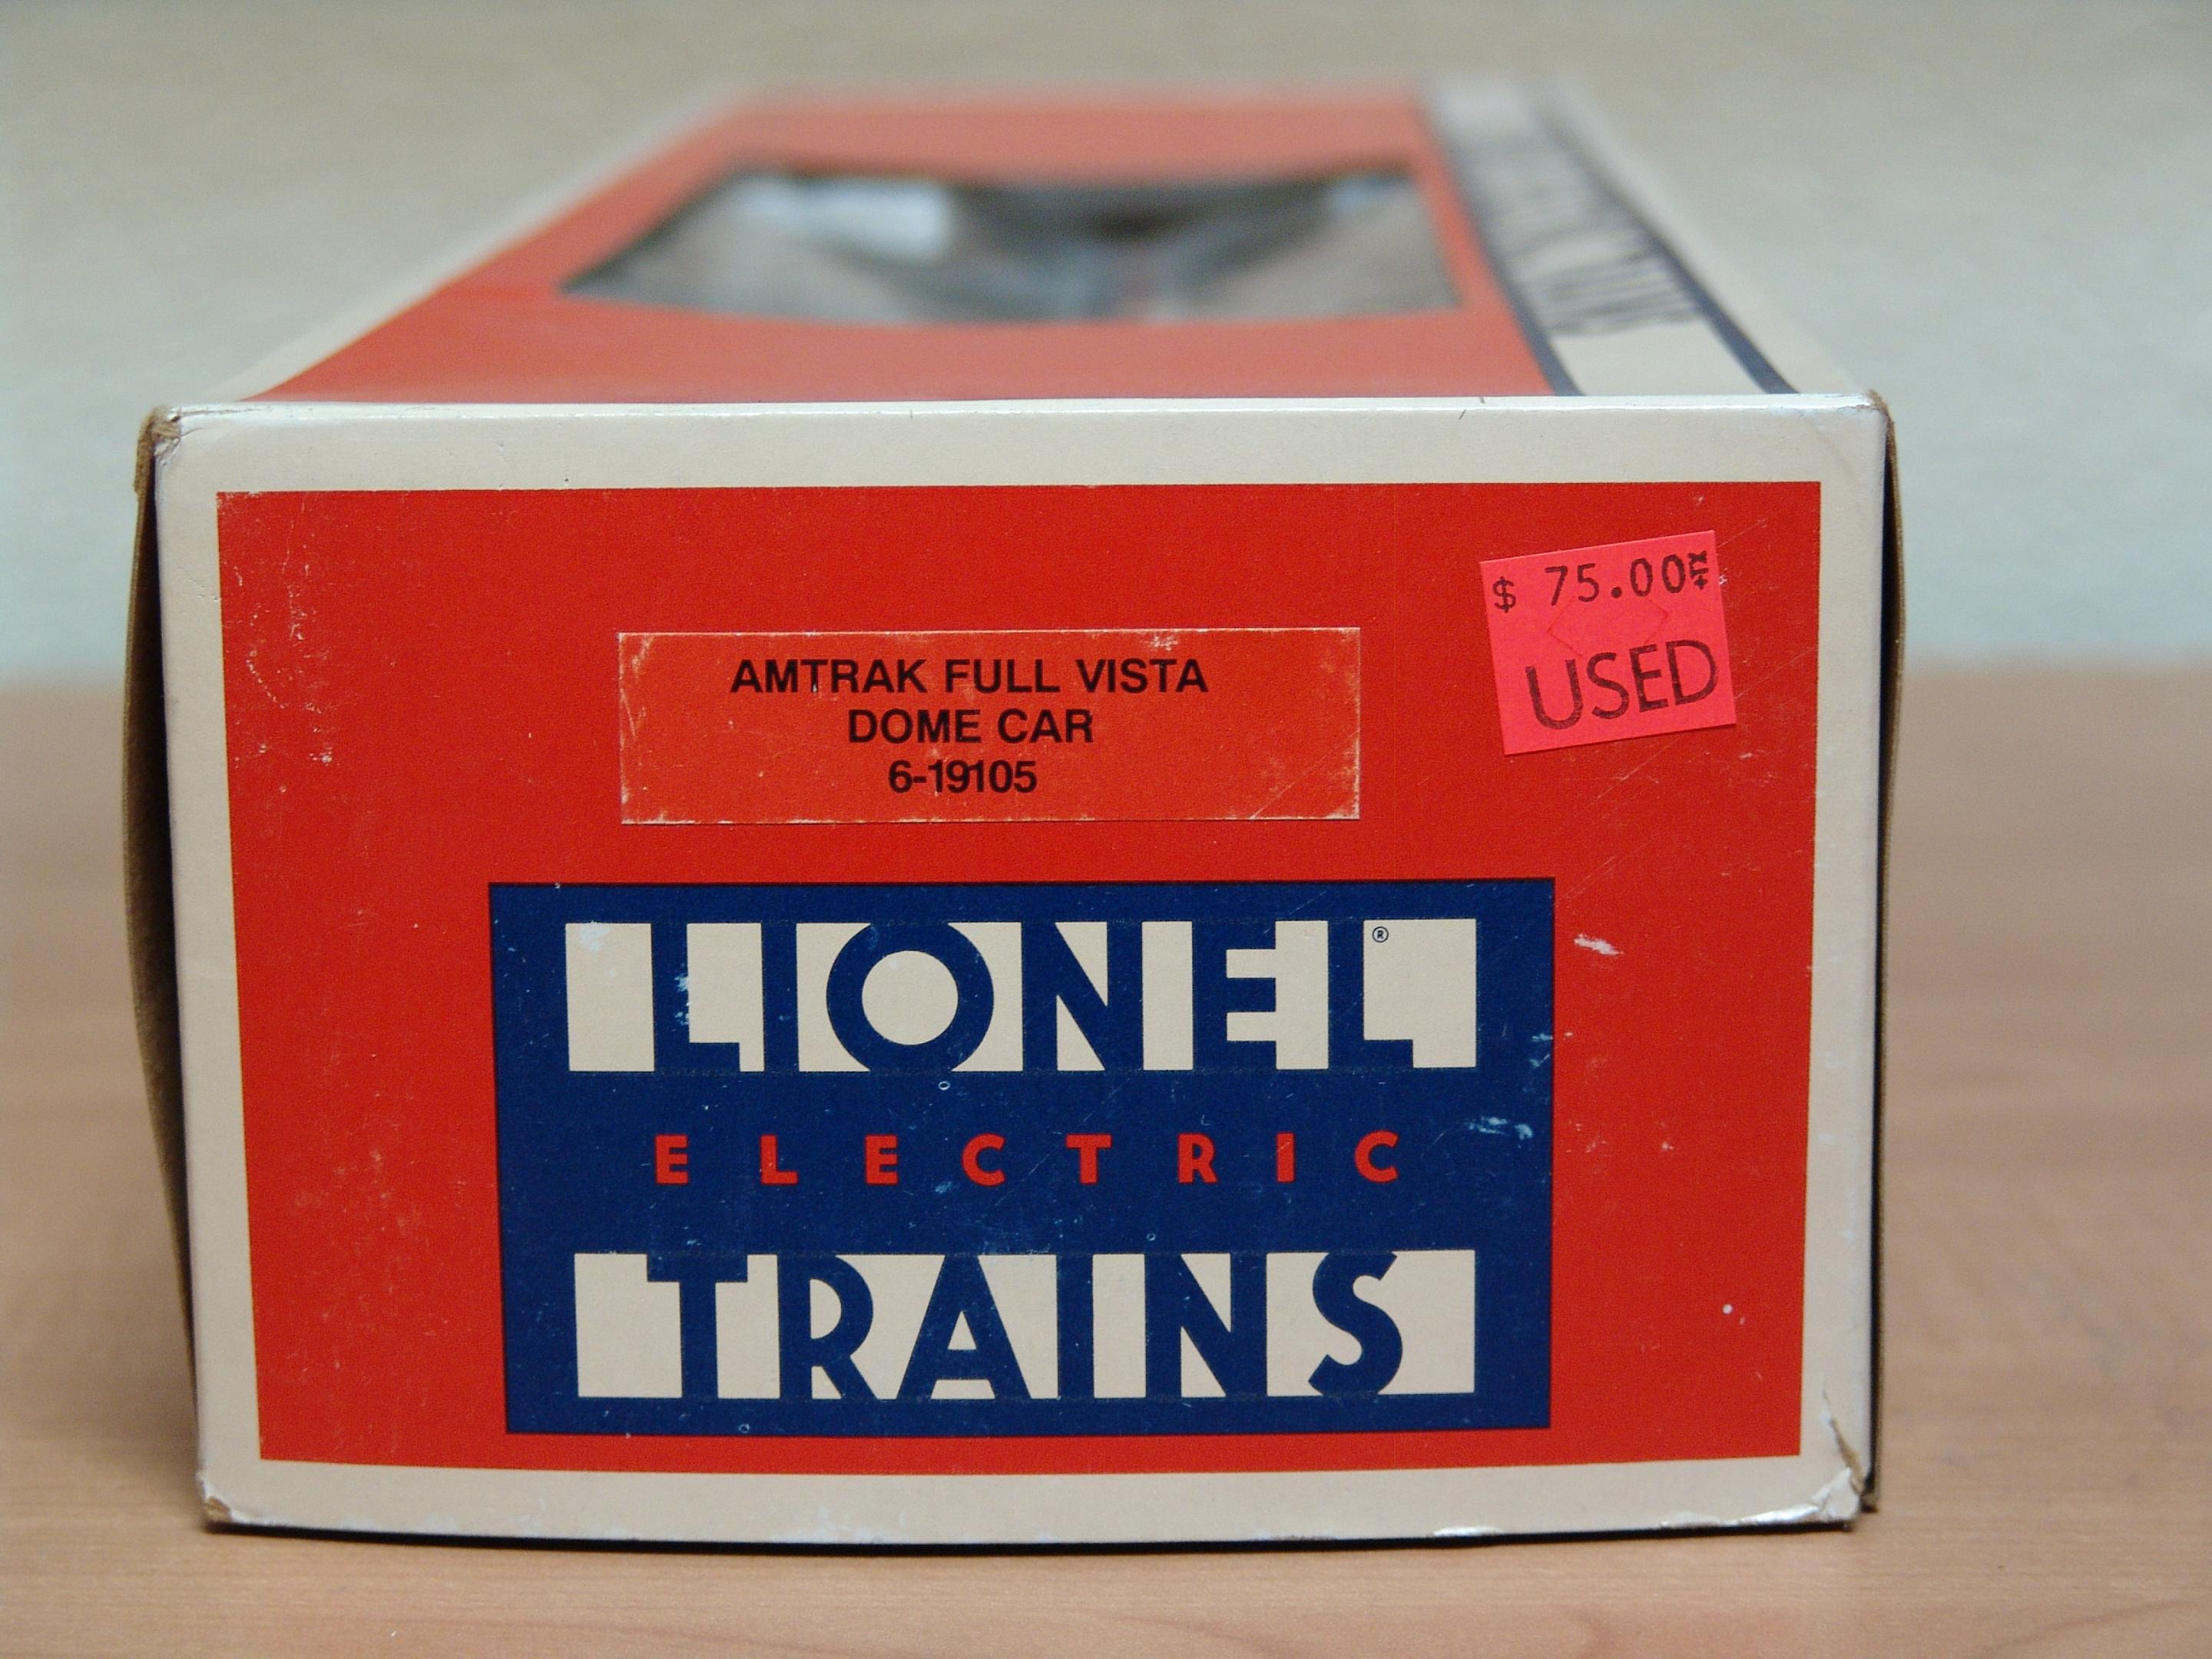 $ 75.00
USED
AMTRAK FULL VISTA
DOME CAR
6-19105
LIONEL®
ELECTRIC
TRAINS